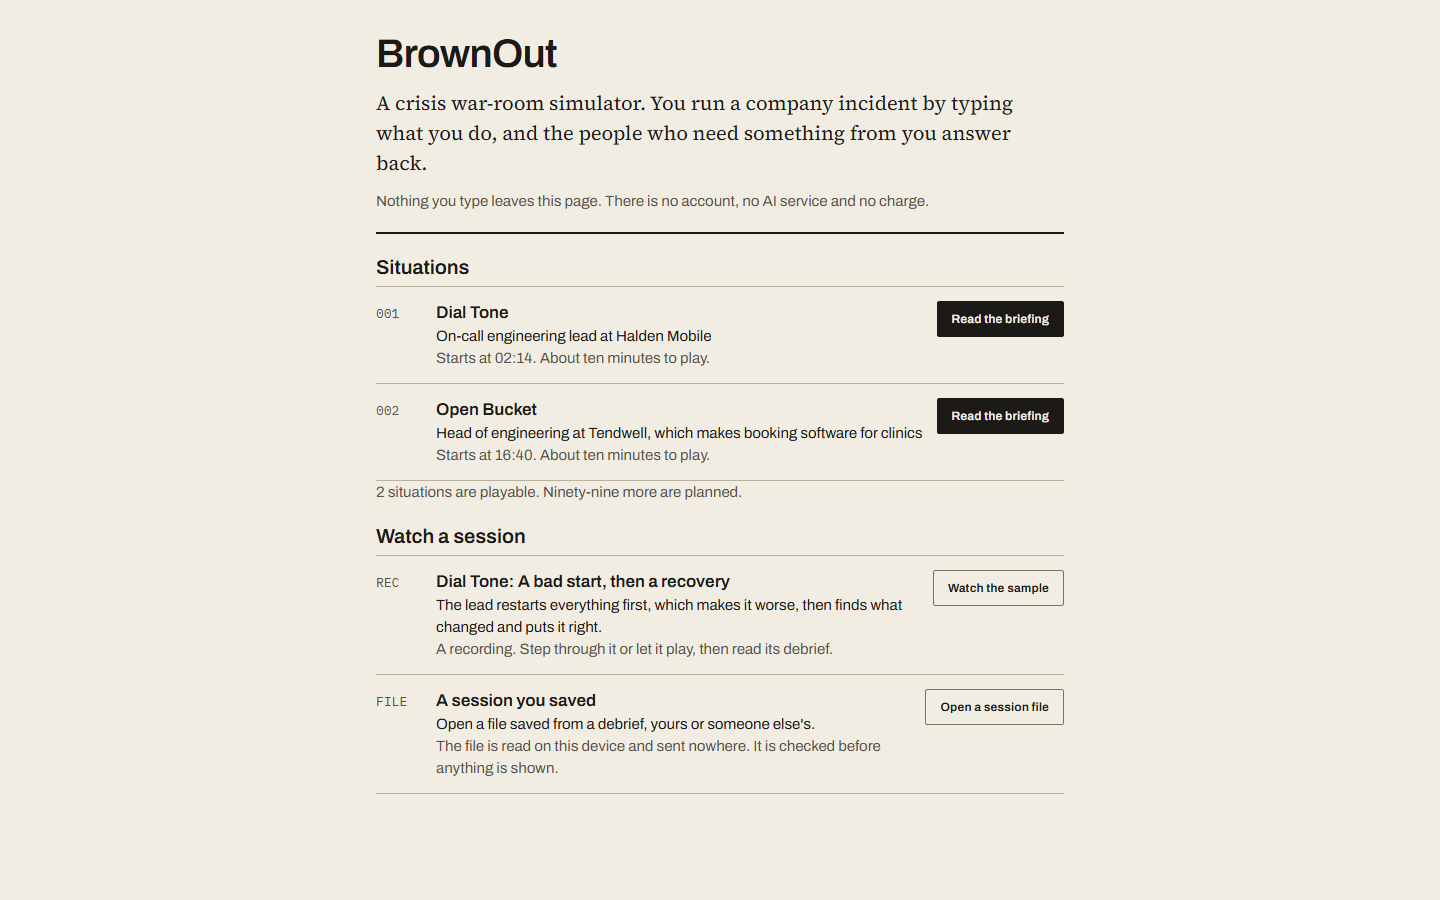 BrownOut
A crisis war-room simulator. You run a company incident by typing
what you do, and the people who need something from you answer
back.
Nothing you type leaves this page. There is no account, no AI service and no charge.
Situations
001
Dial Tone
Read the briefing
On-call engineering lead at Halden Mobile
Starts at 02:14. About ten minutes to play.
002
Open Bucket
Read the briefing
Head of engineering at Tendwell, which makes booking software for clinics
Starts at 16:40. About ten minutes to play.
2 situations are playable. Ninety-nine more are planned.
Watch a session
REC
Dial Tone: A bad start, then a recovery
Watch the sample
The lead restarts everything first, which makes it worse, then finds what
changed and puts it right.
A recording. Step through it or let it play, then read its debrief.
FILE
A session you saved
Open a session file
Open a file saved from a debrief, yours or someone else's.
The file is read on this device and sent nowhere. It is checked before
anything is shown.